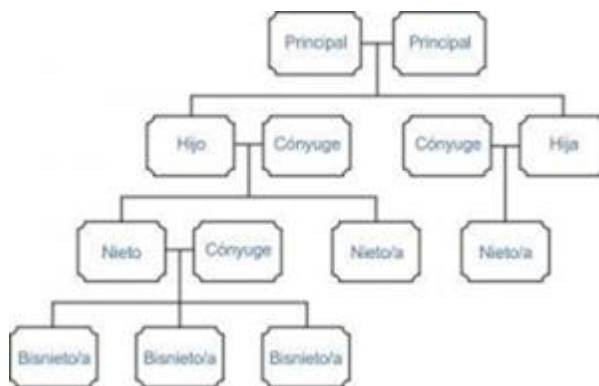 Principal
Principal
Hijo
Cónyuge
Cónyuge
Hija
Nieto
Cónyuge
Nieto/a
Nieto/a
Bisnieto/a
Bisnieto/a
Bisnieto/a